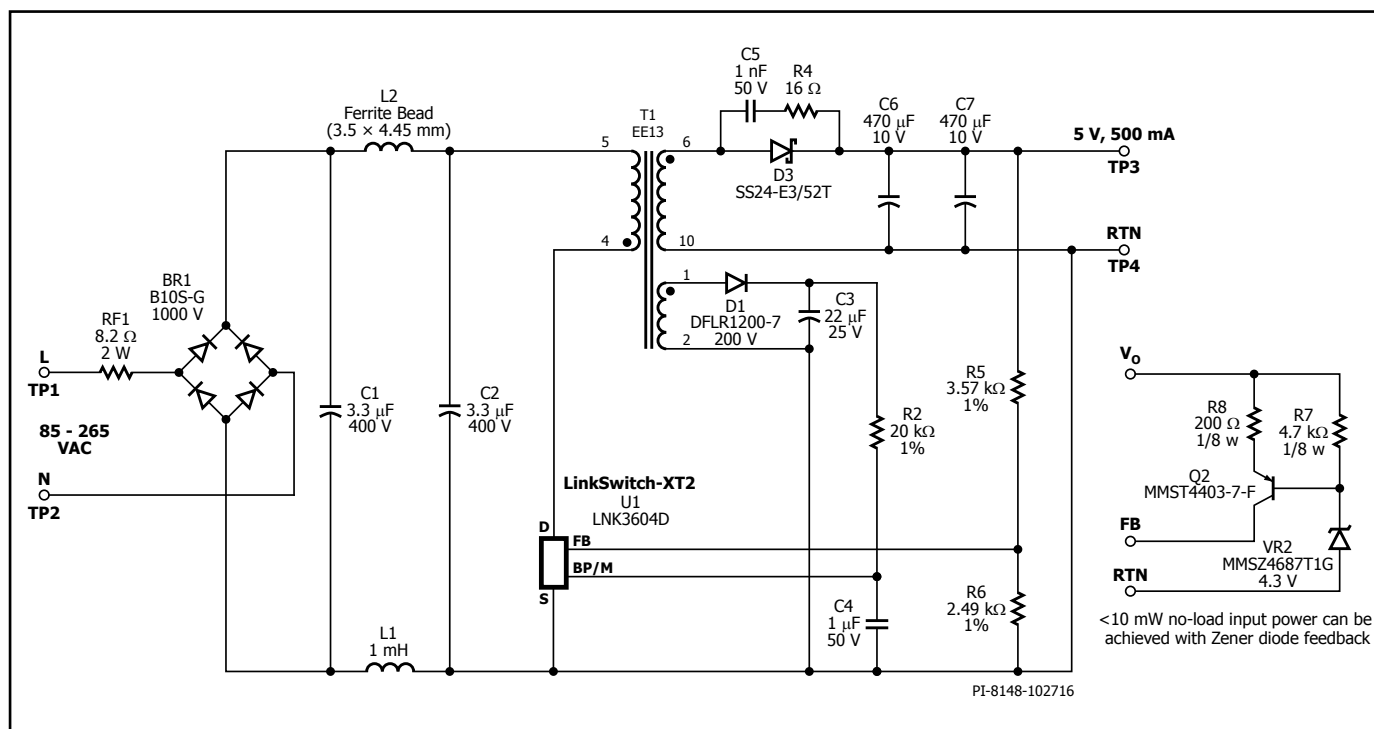 L2
Ferrite Bead
(3.5 × 4.45 mm)
C5
1 nF
50 V
R4
16 Ω
T1
EE13
5
4
6
10
1
2
D3
SS24-E3/52T
C6
470 µF
10 V
C7
470 µF
10 V
5 V, 500 mA
TP3
RTN
TP4
BR1
B10S-G
1000 V
RF1
8.2 Ω
2 W
L
TP1
85 - 265
VAC
N
TP2
C1
3.3 µF
400 V
C2
3.3 µF
400 V
D1
DFLR1200-7
200 V
C3
22 µF
25 V
R2
20 kΩ
1%
R5
3.57 kΩ
1%
LinkSwitch-XT2
U1
LNK3604D
D
FB
BP/M
S
C4
1 µF
50 V
R6
2.49 kΩ
1%
L1
1 mH
PI-8148-102716
VO
R8
200 Ω
1/8 w
R7
4.7 kΩ
1/8 w
Q2
MMST4403-7-F
FB
VR2
MMSZ4687T1G
4.3 V
RTN
<10 mW no-load input power can be
achieved with Zener diode feedback